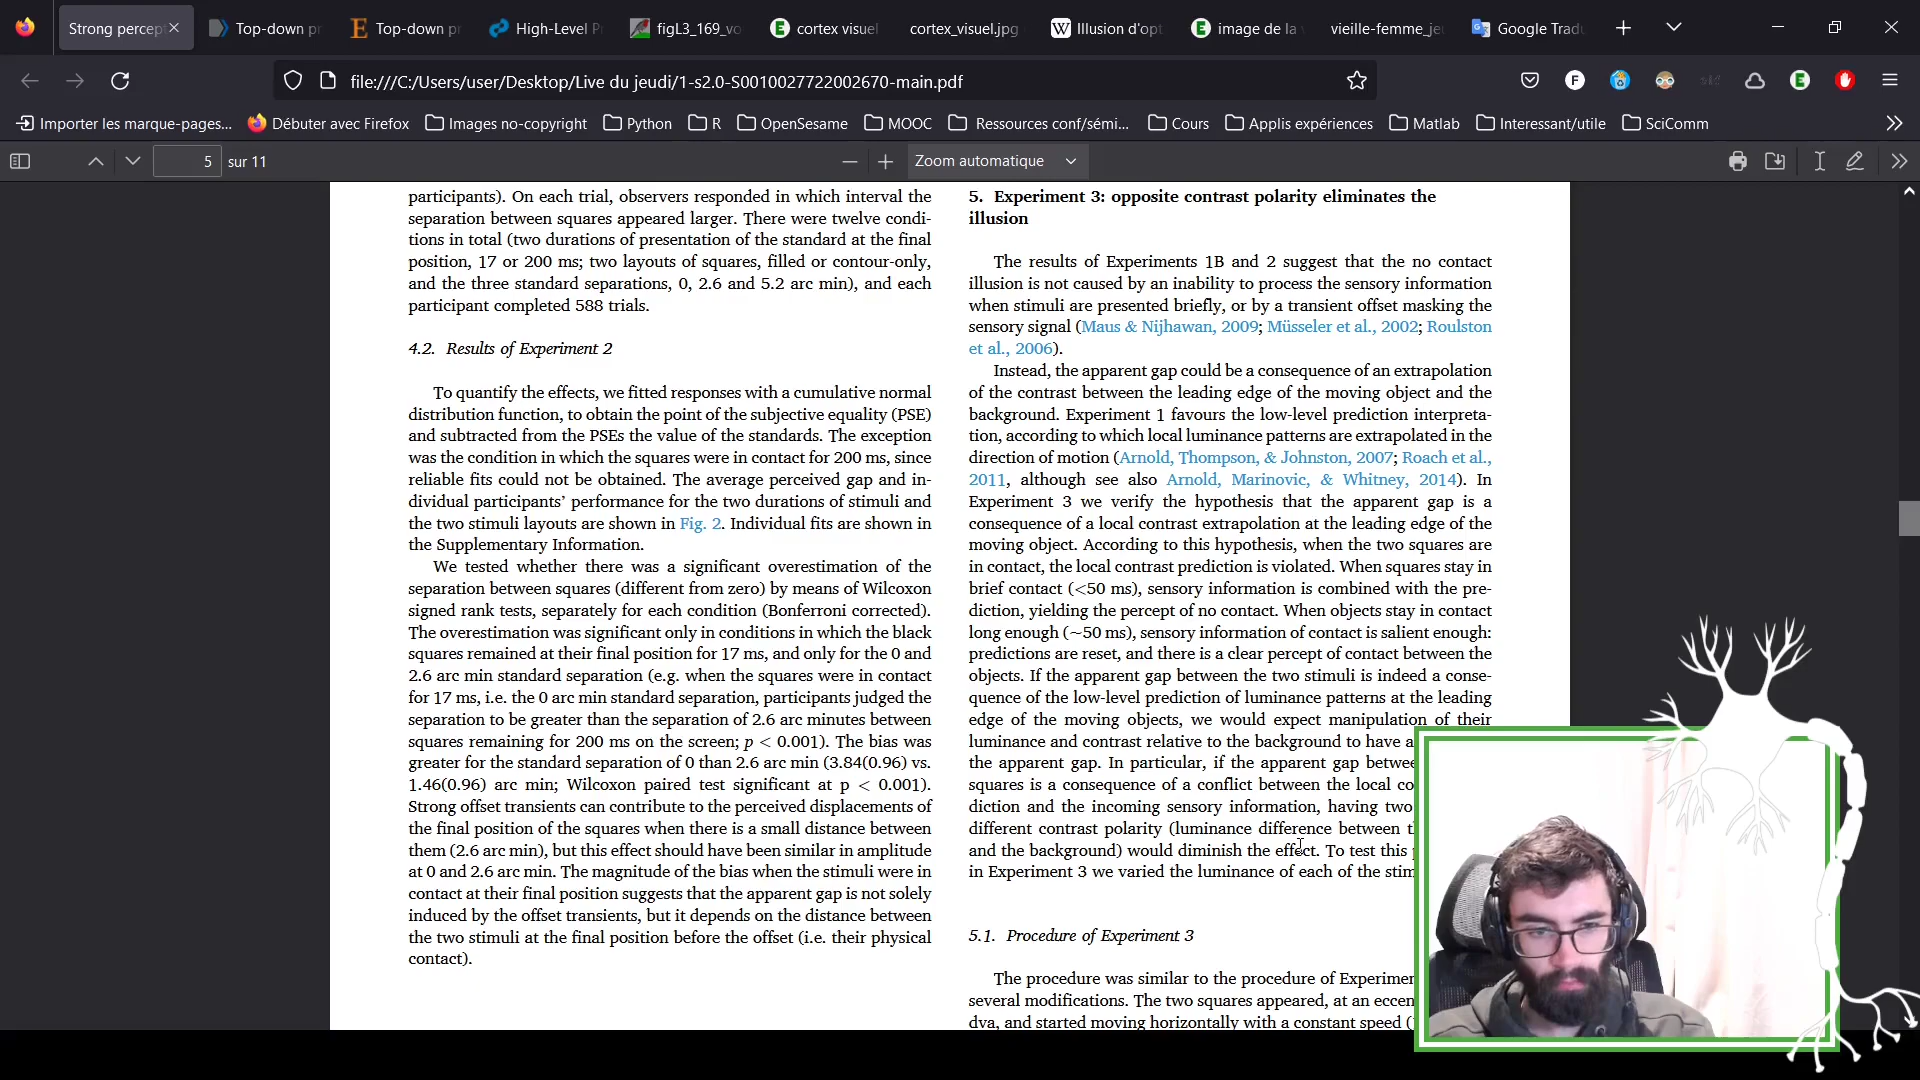 Strong percept
Top-down pr
Top-down pr
High-Level P
figL3_169_vo
cortex visuel
cortex_visuel.jpg
Illusion d'opt
image de la v
vieille-femme_je
Google Tradu
file:///C:/Users/user/Desktop/Live du jeudi/1-s2.0-S0010027722002670-main.pdf
Importer les marque-pages...
Débuter avec Firefox
Images no-copyright
Python
R
OpenSesame
MOOC
Ressources conf/sémi...
Cours
Applis expériences
Matlab
Interessant/utile
SciComm
5 sur 11
Zoom automatique
participants). On each trial, observers responded in which interval the
separation between squares appeared larger. There were twelve condi-
tions in total (two durations of presentation of the standard at the final
position, 17 or 200 ms; two layouts of squares, filled or contour-only,
and the three standard separations, 0, 2.6 and 5.2 arc min), and each
participant completed 588 trials.
4.2. Results of Experiment 2
To quantify the effects, we fitted responses with a cumulative normal
distribution function, to obtain the point of the subjective equality (PSE)
and subtracted from the PSEs the value of the standards. The exception
was the condition in which the squares were in contact for 200 ms, since
reliable fits could not be obtained. The average perceived gap and in-
dividual participants' performance for the two durations of stimuli and
the two stimuli layouts are shown in Fig. 2. Individual fits are shown in
the Supplementary Information.
We tested whether there was a significant overestimation of the
separation between squares (different from zero) by means of Wilcoxon
signed rank tests, separately for each condition (Bonferroni corrected).
The overestimation was significant only in conditions in which the black
squares remained at their final position for 17 ms, and only for the 0 and
2.6 arc min standard separation (e.g. when the squares were in contact
for 17 ms, i.e. the 0 arc min standard separation, participants judged the
separation to be greater than the separation of 2.6 arc minutes between
squares remaining for 200 ms on the screen; p < 0.001). The bias was
greater for the standard separation of 0 than 2.6 arc min (3.84(0.96) vs.
1.46(0.96) arc min; Wilcoxon paired test significant at p < 0.001).
Strong offset transients can contribute to the perceived displacements of
the final position of the squares when there is a small distance between
them (2.6 arc min), but this effect should have been similar in amplitude
at 0 and 2.6 arc min. The magnitude of the bias when the stimuli were in
contact at their final position suggests that the apparent gap is not solely
induced by the offset transients, but it depends on the distance between
the two stimuli at the final position before the offset (i.e. their physical
contact).
5. Experiment 3: opposite contrast polarity eliminates the
illusion
The results of Experiments 1B and 2 suggest that the no contact
illusion is not caused by an inability to process the sensory information
when stimuli are presented briefly, or by a transient offset masking the
sensory signal (Maus & Nijhawan, 2009; Müsseler et al., 2002; Roulston
et al., 2006).
Instead, the apparent gap could be a consequence of an extrapolation
of the contrast between the leading edge of the moving object and the
background. Experiment 1 favours the low-level prediction interpreta-
tion, according to which local luminance patterns are extrapolated in the
direction of motion (Arnold, Thompson, & Johnston, 2007; Roach et al.,
2011, although see also Arnold, Marinovic, & Whitney, 2014). In
Experiment 3 we verify the hypothesis that the apparent gap is a
consequence of a local contrast extrapolation at the leading edge of the
moving object. According to this hypothesis, when the two squares are
in contact, the local contrast prediction is violated. When squares stay in
brief contact (<50 ms), sensory information is combined with the pre-
diction, yielding the percept of no contact. When objects stay in contact
long enough (~50 ms), sensory information of contact is salient enough:
predictions are reset, and there is a clear percept of contact between the
objects. If the apparent gap between the two stimuli is indeed a conse-
quence of the low-level prediction of luminance patterns at the leading
edge of the moving objects, we would expect manipulation of their
luminance and contrast relative to the background to have a
the apparent gap. In particular, if the apparent gap betwee
squares is a consequence of a conflict between the local co
diction and the incoming sensory information, having two
different contrast polarity (luminance difference between t
and the background) would diminish the effect. To test this
in Experiment 3 we varied the luminance of each of the stim
5.1. Procedure of Experiment 3
The procedure was similar to the procedure of Experimen
several modifications. The two squares appeared, at an eccen
dva, and started moving horizontally with a constant speed (